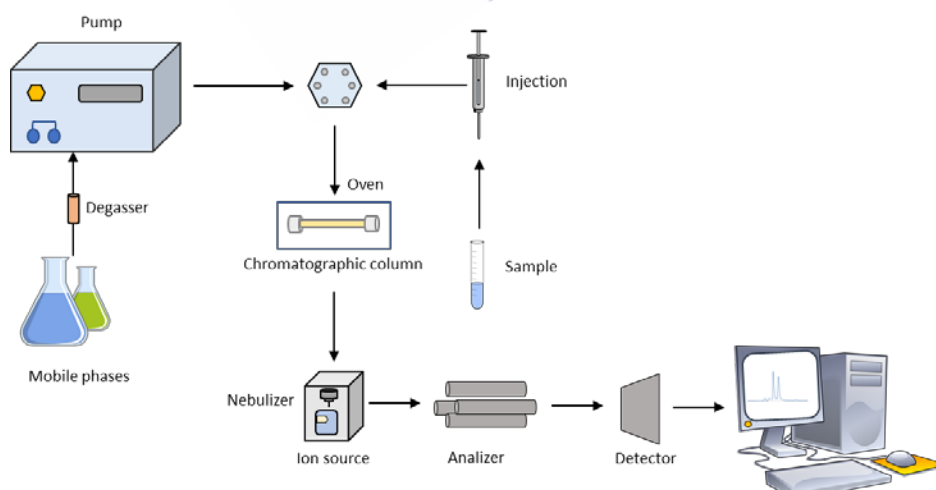 Pump
Injection
Oven
Degasser
Chromatographic column
Sample
Mobile phases
Nebulizer
Ion source
Analizer
Detector